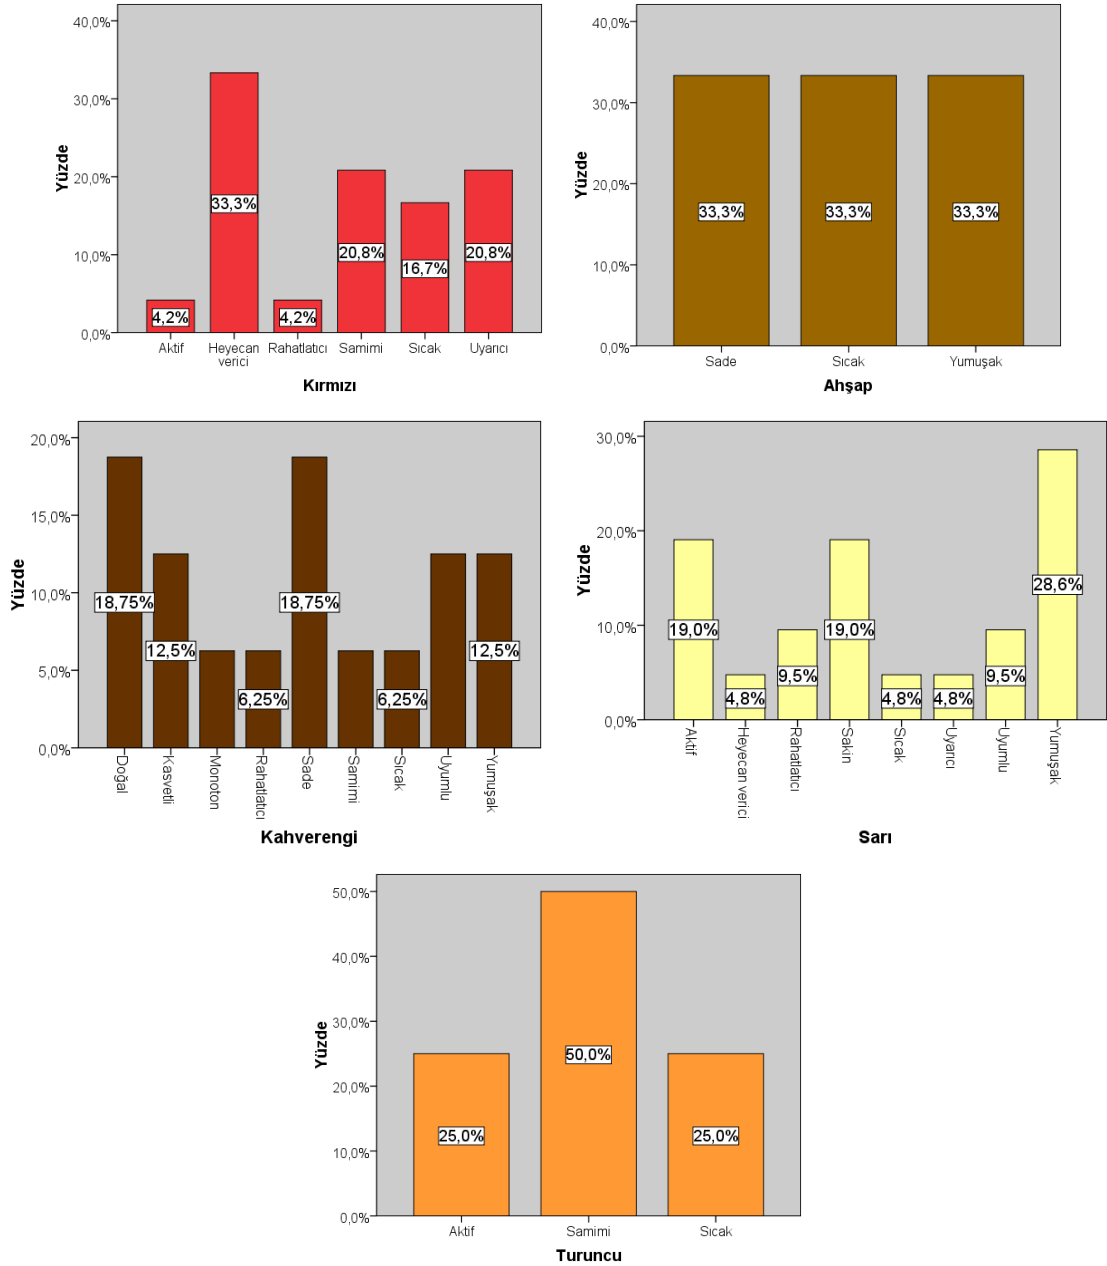 40,0%
30,0%
20,0%
10,0%
0,0%
Yüzde
4,2%
33,3%
4,2%
20,8%
16,7%
20,8%
Aktif
Heyecan verici
Rahatlatıcı
Samimi
Sıcak
Uyarıcı
Kırmızı
40,0%
30,0%
20,0%
10,0%
0,0%
Yüzde
33,3%
33,3%
33,3%
Sade
Sıcak
Yumuşak
Ahşap
20,0%
15,0%
10,0%
5,0%
0,0%
Yüzde
18,75%
12,5%
6,25%
18,75%
6,25%
12,5%
Doğal
Kasvetli
Monoton
Rahatlatıcı
Sade
Samimi
Sıcak
Uyumlu
Yumuşak
Kahverengi
30,0%
20,0%
10,0%
0,0%
Yüzde
19,0%
4,8%
9,5%
19,0%
4,8%
4,8%
9,5%
28,6%
Aktif
Heyecan verici
Rahatlatıcı
Sakin
Sıcak
Uyarıcı
Uyumlu
Yumuşak
Sarı
50,0%
40,0%
30,0%
20,0%
10,0%
0,0%
Yüzde
25,0%
50,0%
25,0%
Aktif
Samimi
Sıcak
Turuncu